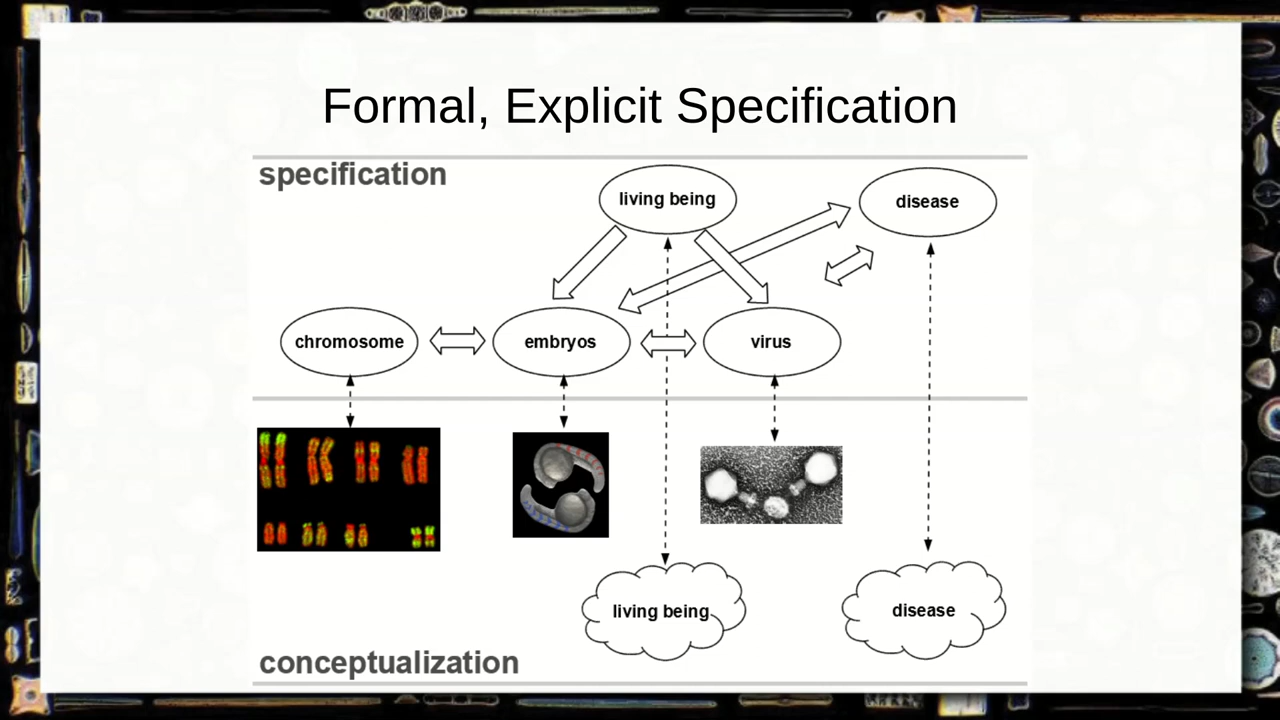 Formal, Explicit Specification
specification
living being
disease
chromosome
embryos
virus
living being
disease
conceptualization